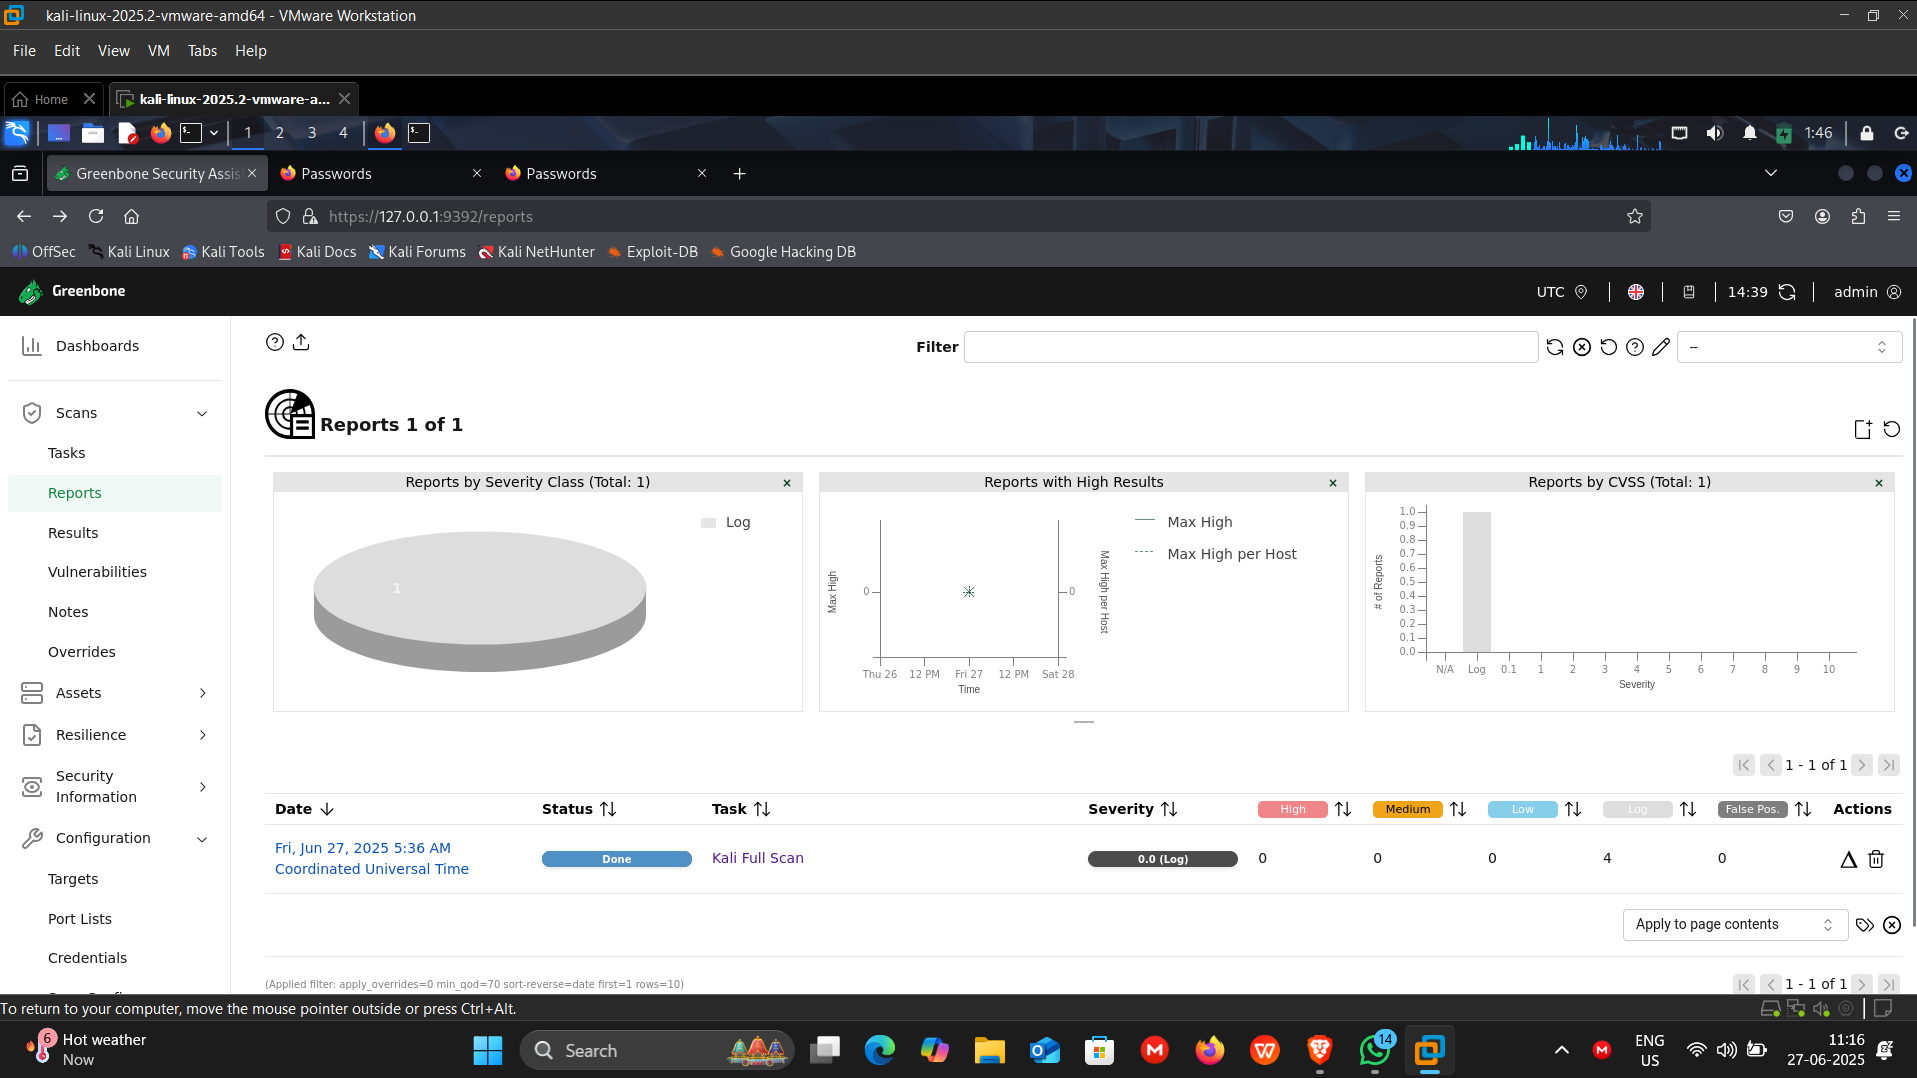 kali-linux-2025.2-vmware-amd64 - VMware Workstation
File Edit View VM Tabs Help
Home
kali-linux-2025.2-vmware-a...
1 2 3 4
1:46
Greenbone Security Assis
Passwords
Passwords
https://127.0.0.1:9392/reports
OffSec Kali Linux Kali Tools Kali Docs Kali Forums Kali NetHunter Exploit-DB Google Hacking DB
Greenbone
UTC
14:39
admin
Dashboards
Scans
Tasks
Reports
Results
Vulnerabilities
Notes
Overrides
Assets
Resilience
Security
Information
Configuration
Targets
Port Lists
Credentials
Filter
--
Reports 1 of 1
Reports by Severity Class (Total: 1)
Log
1
Reports with High Results
Max High
Max High per Host
Max High
0
0
Max High per Host
Thu 26 12 PM Fri 27 12 PM Sat 28
Time
Reports by CVSS (Total: 1)
# of Reports
1.0
0.9
0.8
0.7
0.6
0.5
0.4
0.3
0.2
0.1
0.0
N/A Log 0.1 1 2 3 4 5 6 7 8 9 10
Severity
1 - 1 of 1
Date Status Task Severity High Medium Low Log False Pos. Actions
Fri, Jun 27, 2025 5:36 AM
Coordinated Universal Time
Done
Kali Full Scan
0.0 (Log)
0 0 0 4 0
Apply to page contents
(Applied filter: apply_overrides=0 min_qod=70 sort-reverse=date first=1 rows=10)
1 - 1 of 1
To return to your computer, move the mouse pointer outside or press Ctrl+Alt.
6
Hot weather
Now
Search
14
ENG
US
11:16
27-06-2025